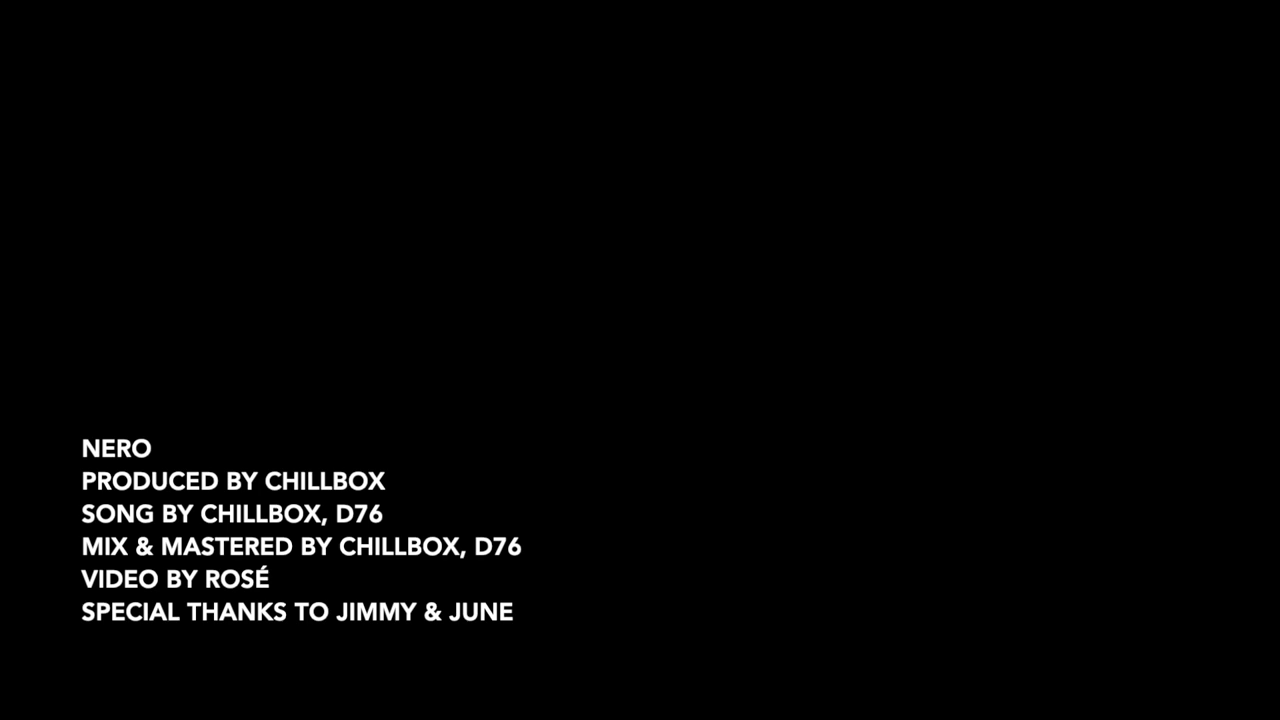 NERO
PRODUCED BY CHILLBOX
SONG BY CHILLBOX, D76
MIX & MASTERED BY CHILLBOX, D76
VIDEO BY ROSÉ
SPECIAL THANKS TO JIMMY & JUNE